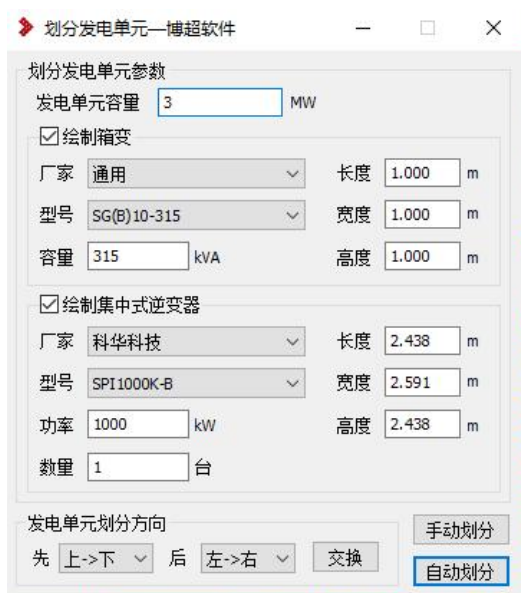 划分发电单元—博超软件
划分发电单元参数
发电单元容量 3 MW
绘制箱变
厂家 通用 长度 1.000 m
型号 SG(B)10-315 宽度 1.000 m
容量 315 kVA 高度 1.000 m
绘制集中式逆变器
厂家 科华科技 长度 2.438 m
型号 SPI1000K-B 宽度 2.591 m
功率 1000 kW 高度 2.438 m
数量 1 台
发电单元划分方向
先 上->下 后 左->右 交换
手动划分
自动划分